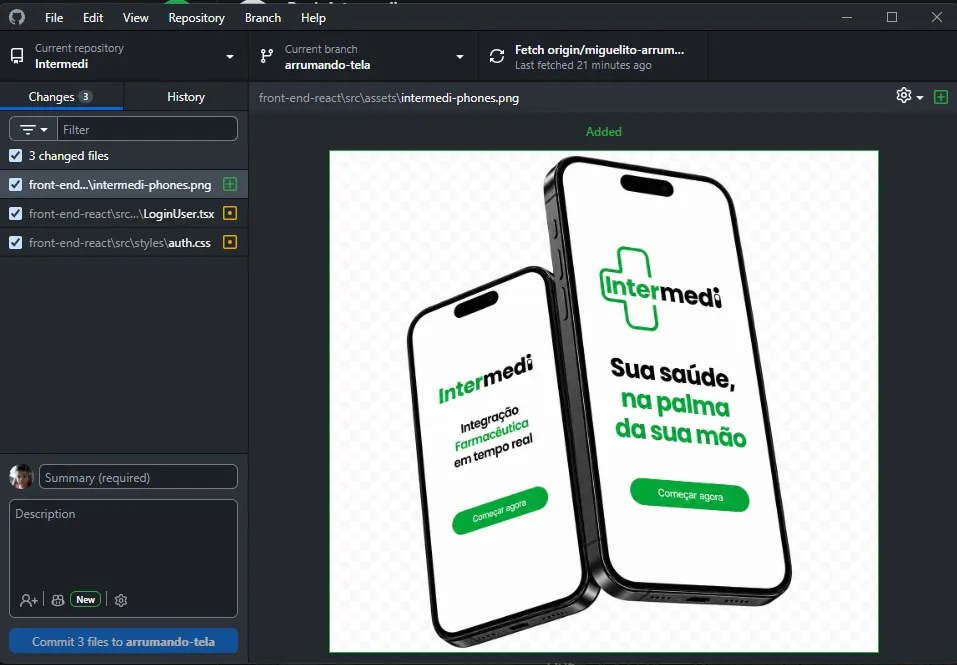 File Edit View Repository Branch Help
Current repository
Intermedi
Current branch
arrumando-tela
Fetch origin/miguelito-arrum...
Last fetched 21 minutes ago
Changes 3
History
front-end-react\src\assets\intermedi-phones.png
Filter
Added
3 changed files
front-end...\intermedi-phones.png
front-end-react\src...\LoginUser.tsx
front-end-react\src\styles\auth.css
Intermedi
Integração
Farmacêutica
em tempo real
Começar agora
Intermedi
Sua saúde,
na palma
da sua mão
Começar agora
Summary (required)
Description
New
Commit 3 files to arrumando-tela